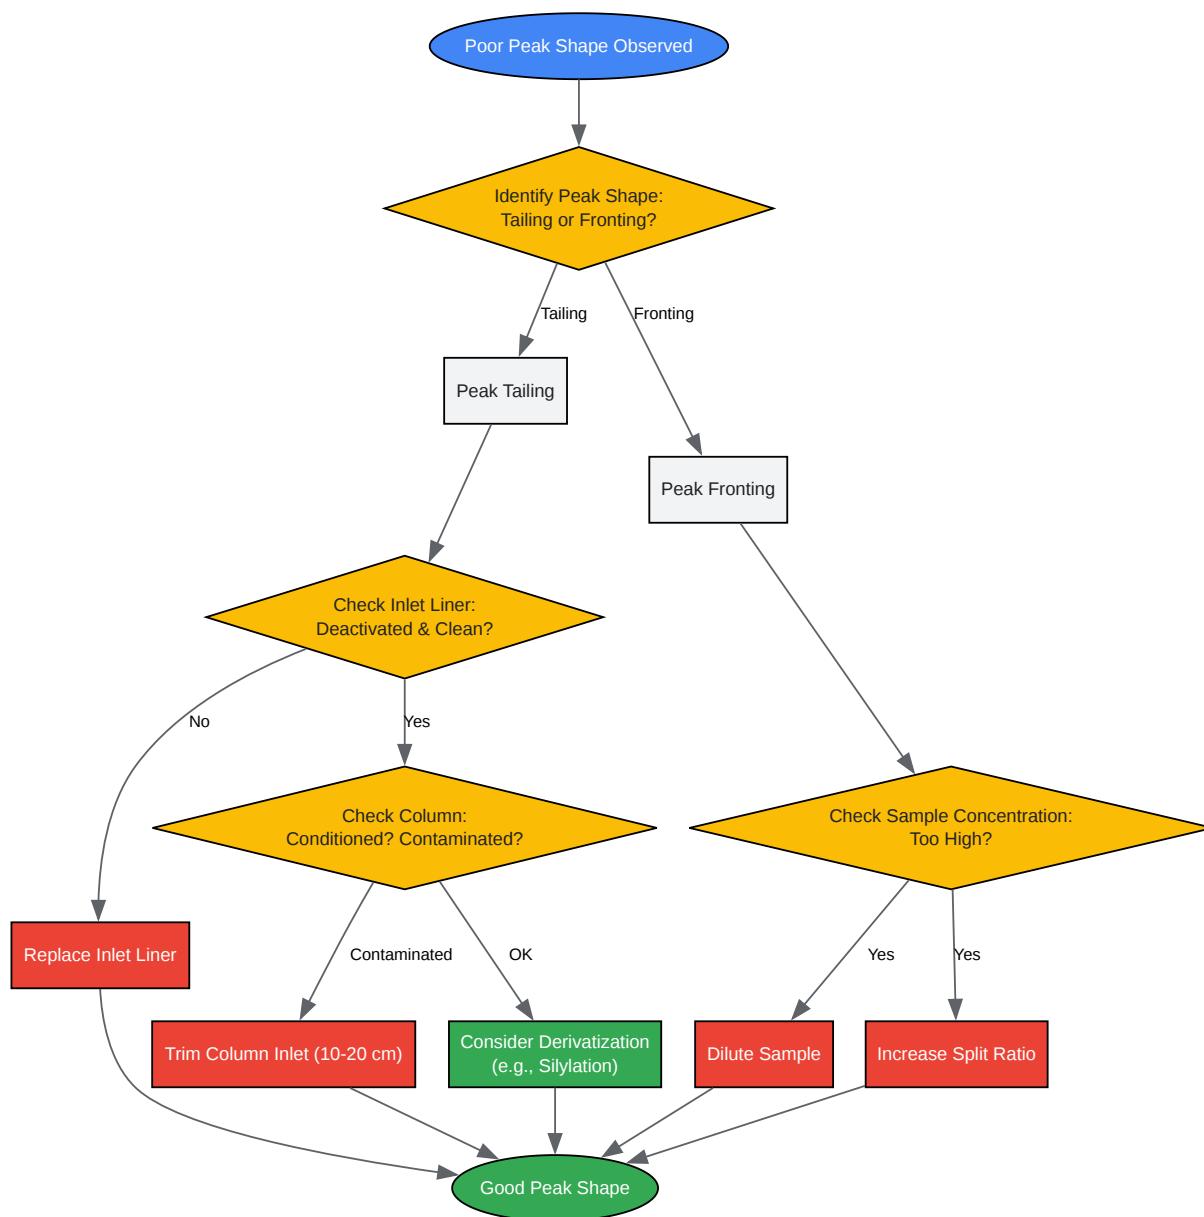 Poor Peak Shape Observed
Identify Peak Shape:
Tailing or Fronting?
Tailing
Fronting
Peak Tailing
Peak Fronting
Check Inlet Liner:
Deactivated & Clean?
No
Yes
Check Column:
Conditioned? Contaminated?
Check Sample Concentration:
Too High?
Replace Inlet Liner
Contaminated
OK
Yes
Yes
Trim Column Inlet (10-20 cm)
Consider Derivatization
(e.g., Silylation)
Dilute Sample
Increase Split Ratio
Good Peak Shape